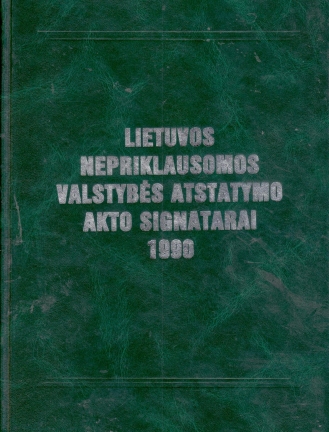 LIETUVOS
NEPRIKLAUSOMOS
VALSTYBĖS ATSTATYMO
AKTO SIGNATARAI
1990